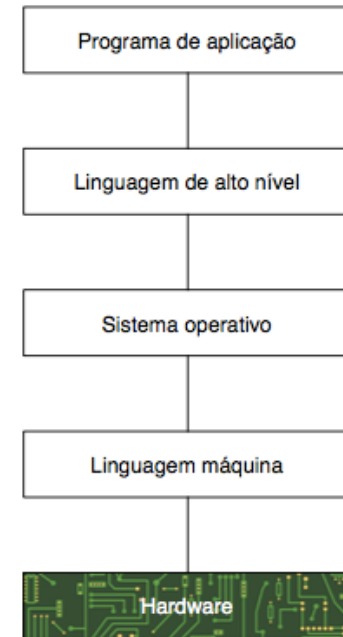 Programa de aplicação
Linguagem de alto nível
Sistema operativo
Linguagem máquina
Hardware